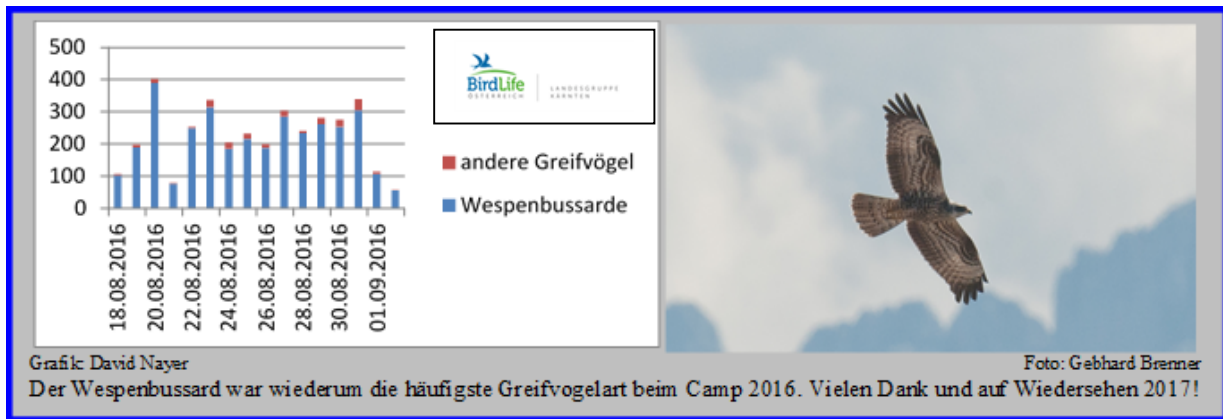 500
400
300
200
100
0
18.08.2016
20.08.2016
22.08.2016
24.08.2016
26.08.2016
28.08.2016
30.08.2016
01.09.2016
BirdLife
ÖSTERREICH
LANDESGRUPPE
KÄRNTEN
andere Greifvögel
Wespenbussarde
Grafik: David Nayer
Foto: Gebhard Brenner
Der Wespenbussard war wiederum die häufigste Greifvogelart beim Camp 2016. Vielen Dank und auf Wiedersehen 2017!